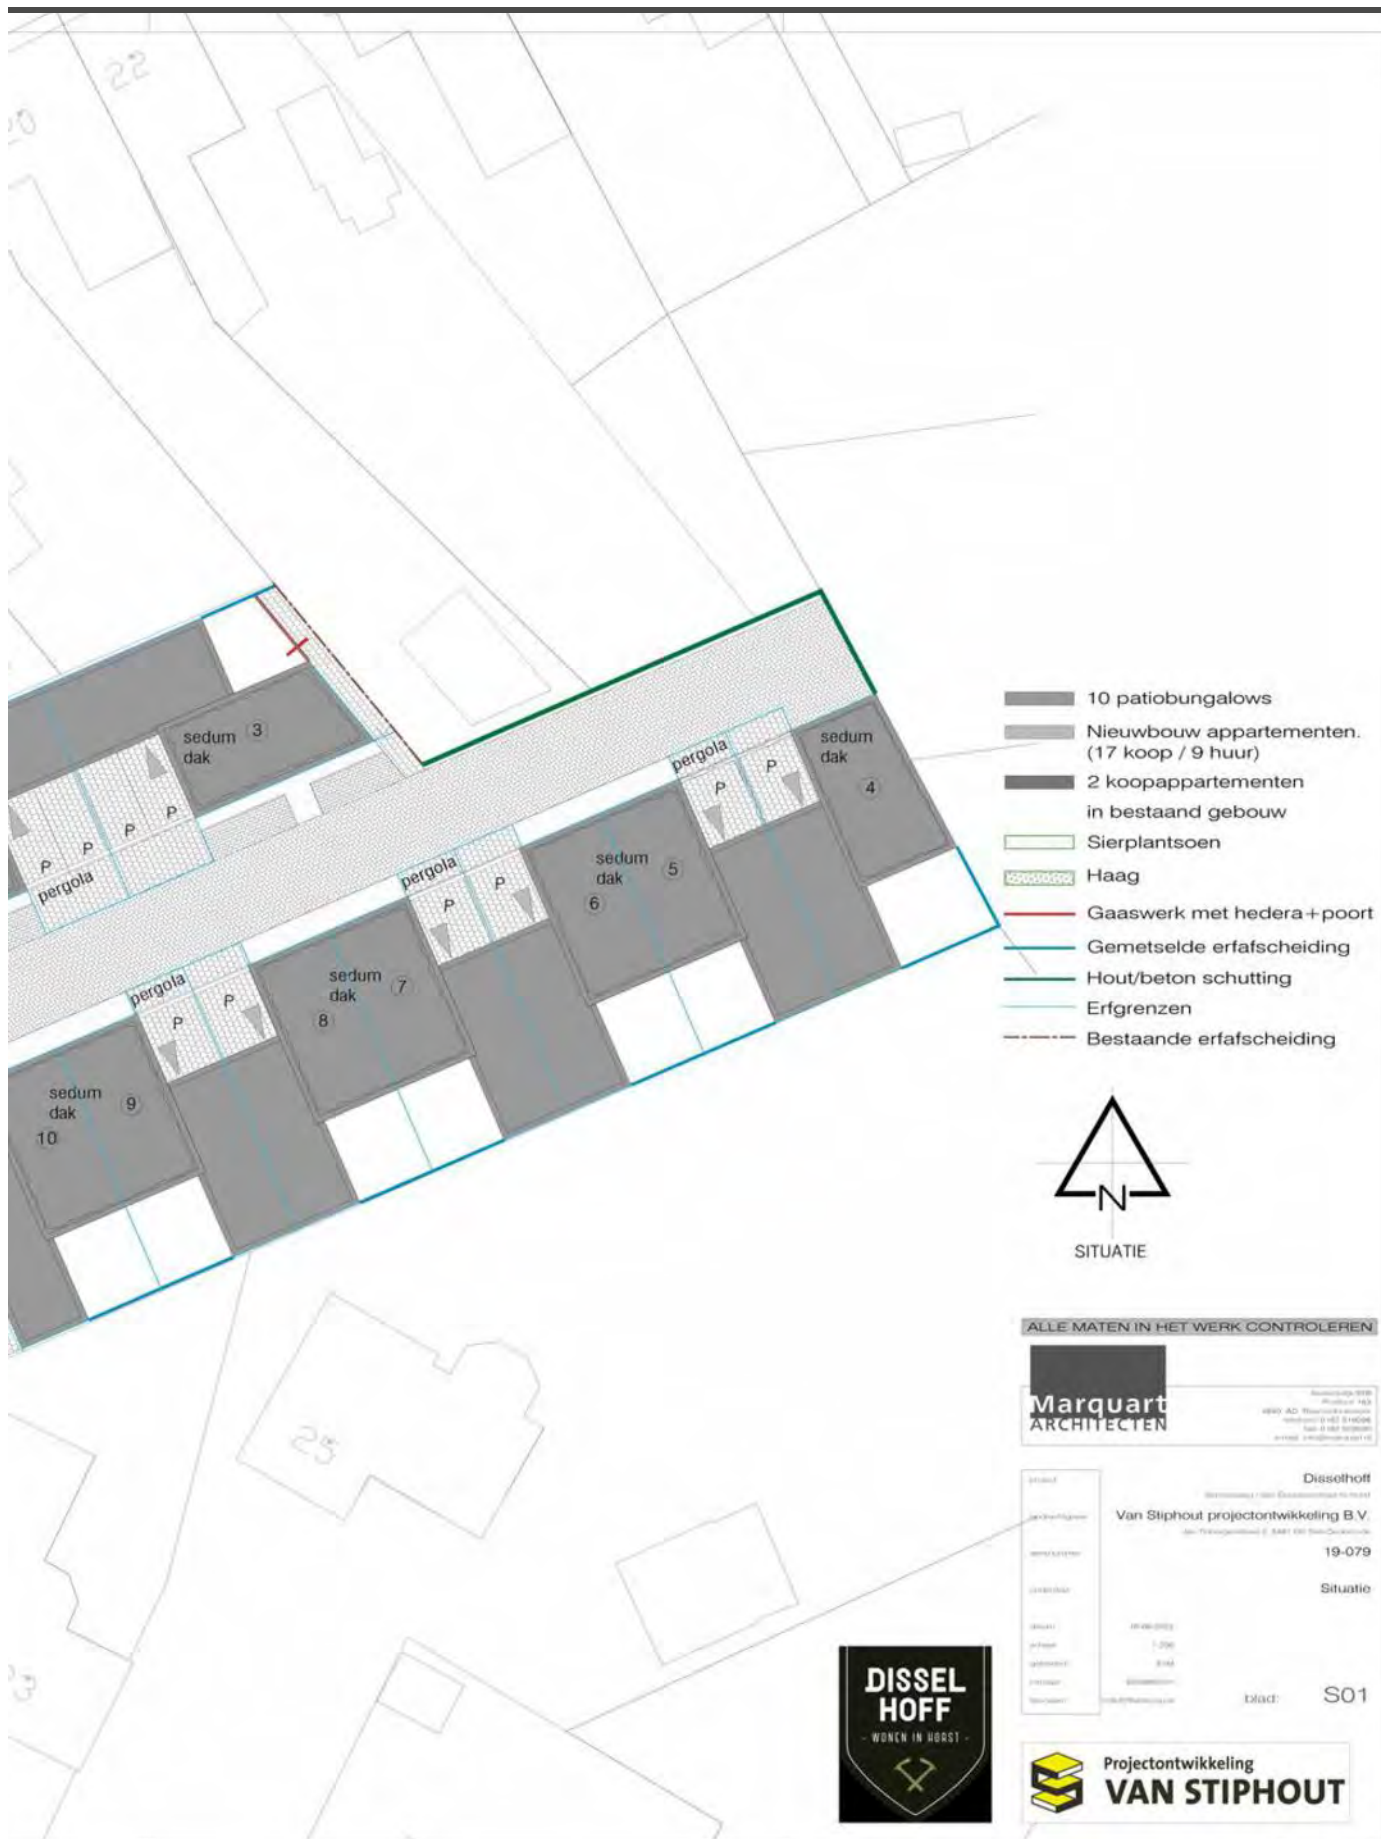 22
20
sedum
dak
3
P
P
P
P
pergola
pergola
P
P
sedum
dak
4
pergola
P
P
sedum
dak
5
6
pergola
P
P
sedum
dak
7
8
sedum
dak
9
10
25
10 patiobungalows
Nieuwbouw appartementen.
(17 koop / 9 huur)
2 koopappartementen
in bestaand gebouw
Sierplantsoen
Haag
Gaaswerk met hedera+poort
Gemetselde erfafscheiding
Hout/beton schutting
Erfgrenzen
Bestaande erfafscheiding
N
SITUATIE
ALLE MATEN IN HET WERK CONTROLEREN
Marquart
ARCHITECTEN
Disselhoff
Van Stiphout projectontwikkeling B.V.
19-079
Situatie
blad: S01
DISSEL
HOFF
- WONEN IN HORST -
Projectontwikkeling
VAN STIPHOUT